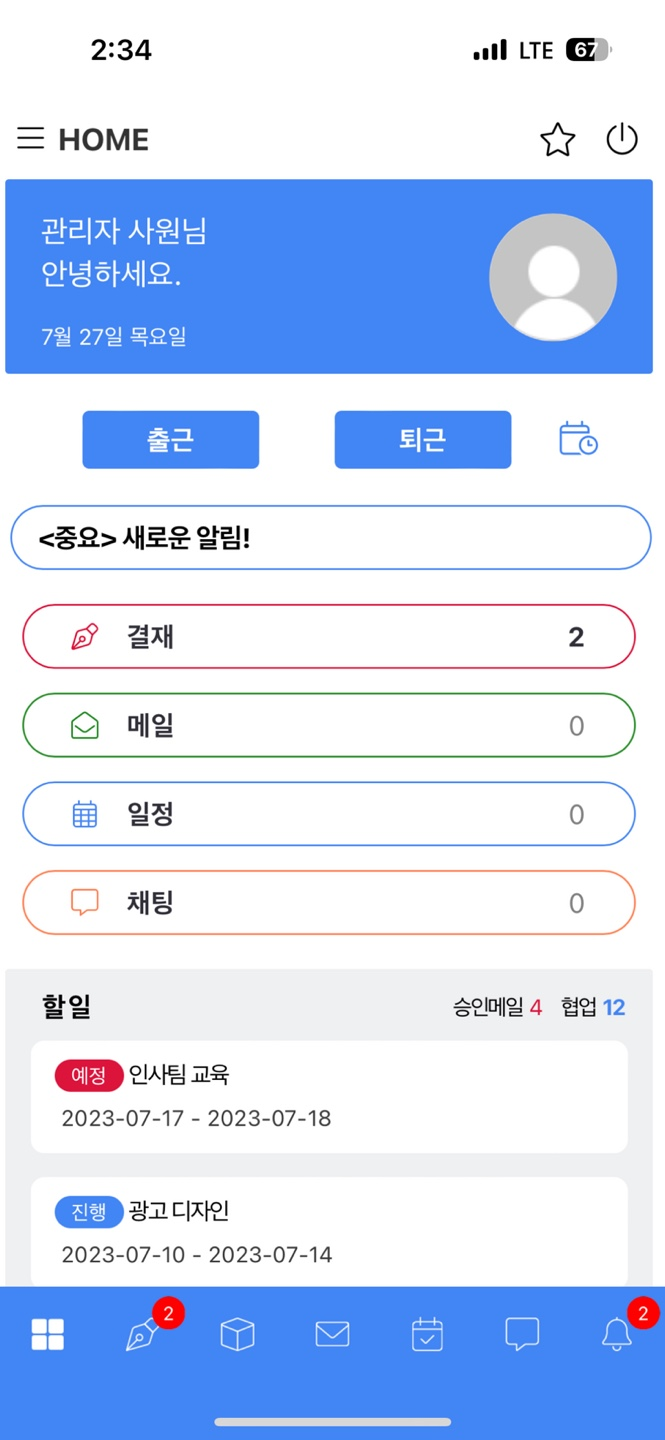 2:34 LTE 67
HOME
관리자 사원님
안녕하세요.
7월 27일 목요일
출근 퇴근
<중요> 새로운 알림!
결재 2
메일 0
일정 0
채팅 0
할일 승인메일 4 협업 12
예정 인사팀 교육
2023-07-17 - 2023-07-18
진행 광고 디자인
2023-07-10 - 2023-07-14
2 2